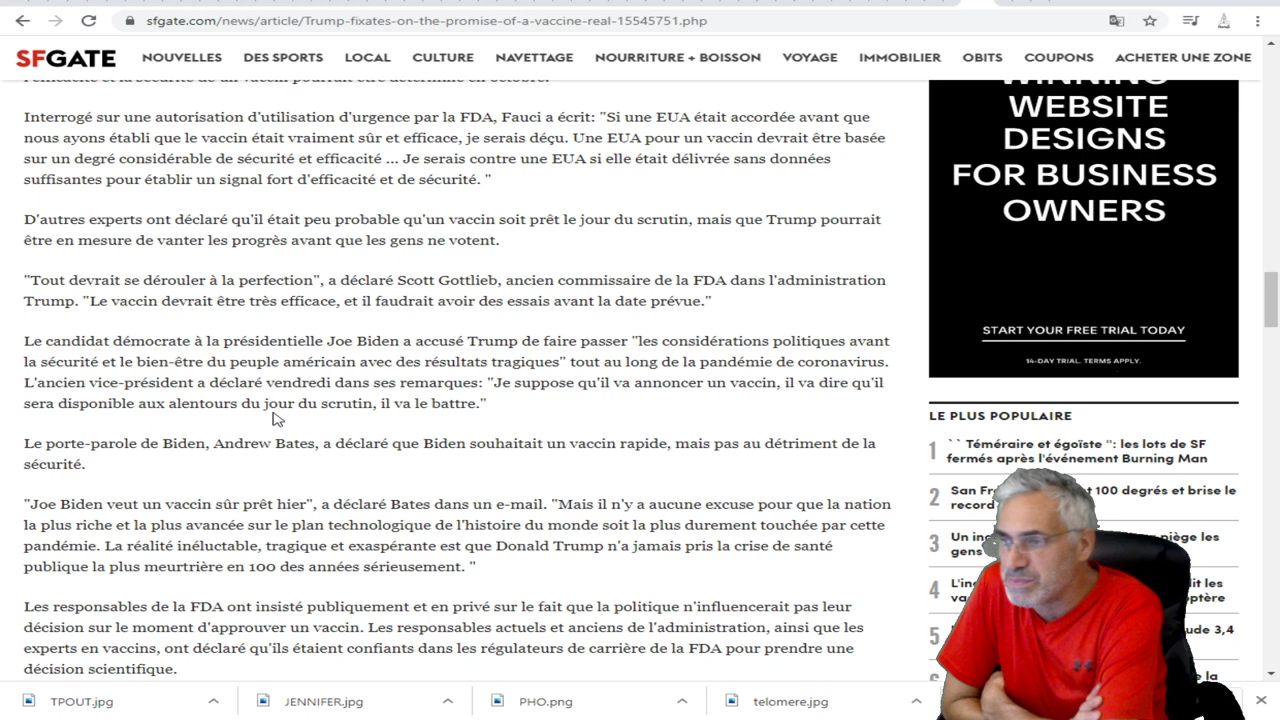 sfgate.com/news/article/Trump-fixates-on-the-promise-of-a-vaccine-real-15545751.php
SFGATE NOUVELLES DES SPORTS LOCAL CULTURE NAVETTAGE NOURRITURE + BOISSON VOYAGE IMMOBILIER OBITS COUPONS ACHETER UNE ZONE
l'efficacité et la sécurité de un vaccin pourrait être déterminé en octobre.
Interrogé sur une autorisation d'utilisation d'urgence par la FDA, Fauci a écrit: "Si une EUA était accordée avant que
nous ayons établi que le vaccin était vraiment sûr et efficace, je serais déçu. Une EUA pour un vaccin devrait être basée
sur un degré considérable de sécurité et efficacité ... Je serais contre une EUA si elle était délivrée sans données
suffisantes pour établir un signal fort d'efficacité et de sécurité. "
D'autres experts ont déclaré qu'il était peu probable qu'un vaccin soit prêt le jour du scrutin, mais que Trump pourrait
être en mesure de vanter les progrès avant que les gens ne votent.
"Tout devrait se dérouler à la perfection", a déclaré Scott Gottlieb, ancien commissaire de la FDA dans l'administration
Trump. "Le vaccin devrait être très efficace, et il faudrait avoir des essais avant la date prévue."
Le candidat démocrate à la présidentielle Joe Biden a accusé Trump de faire passer "les considérations politiques avant
la sécurité et le bien-être du peuple américain avec des résultats tragiques" tout au long de la pandémie de coronavirus.
L'ancien vice-président a déclaré vendredi dans ses remarques: "Je suppose qu'il va annoncer un vaccin, il va dire qu'il
sera disponible aux alentours du jour du scrutin, il va le battre."
Le porte-parole de Biden, Andrew Bates, a déclaré que Biden souhaitait un vaccin rapide, mais pas au détriment de la
sécurité.
"Joe Biden veut un vaccin sûr prêt hier", a déclaré Bates dans un e-mail. "Mais il n'y a aucune excuse pour que la nation
la plus riche et la plus avancée sur le plan technologique de l'histoire du monde soit la plus durement touchée par cette
pandémie. La réalité inéluctable, tragique et exaspérante est que Donald Trump n'a jamais pris la crise de santé
publique la plus meurtrière en 100 des années sérieusement. "
Les responsables de la FDA ont insisté publiquement et en privé sur le fait que la politique n'influencerait pas leur
décision sur le moment d'approuver un vaccin. Les responsables actuels et anciens de l'administration, ainsi que les
experts en vaccins, ont déclaré qu'ils étaient confiants dans les régulateurs de carrière de la FDA pour prendre une
décision scientifique.
WINNING
WEBSITE
DESIGNS
FOR BUSINESS
OWNERS
START YOUR FREE TRIAL TODAY
14-DAY TRIAL. TERMS APPLY.
LE PLUS POPULAIRE
1 `` Téméraire et égoïste '': les lots de SF
fermés après l'événement Burning Man
2 San 100 degrés et brise le
record
3 Un piège les
gens
4 L'in dit les
5 3,4
TPOUT.jpg JENNIFER.jpg PHO.png telomere.jpg